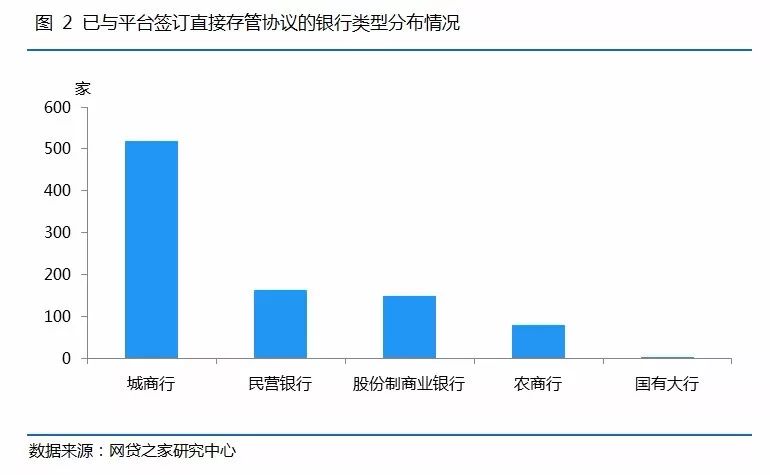 图 2 已与平台签订直接存管协议的银行类型分布情况
家
600
500
400
300
200
100
0
城商行 民营银行 股份制商业银行 农商行 国有大行
数据来源：网贷之家研究中心